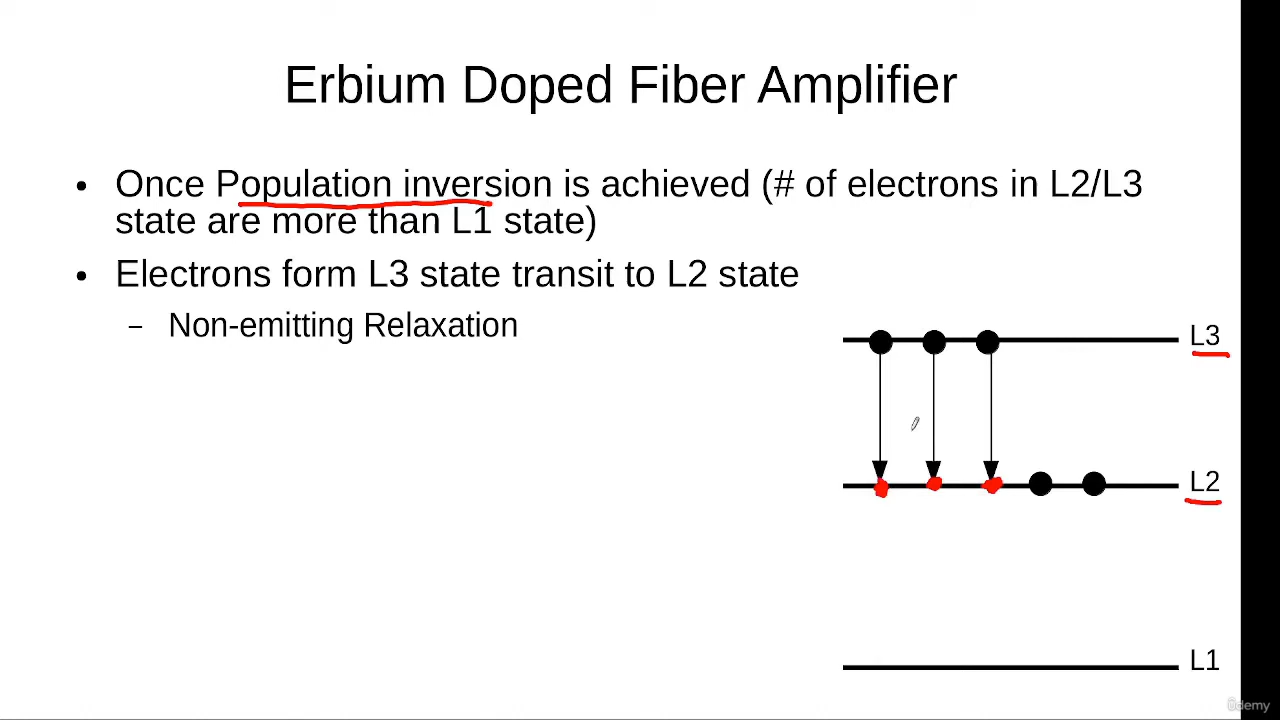 Erbium Doped Fiber Amplifier
• Once Population inversion is achieved (# of electrons in L2/L3
state are more than L1 state)
• Electrons form L3 state transit to L2 state
– Non-emitting Relaxation
L3
L2
L1
ûdemy